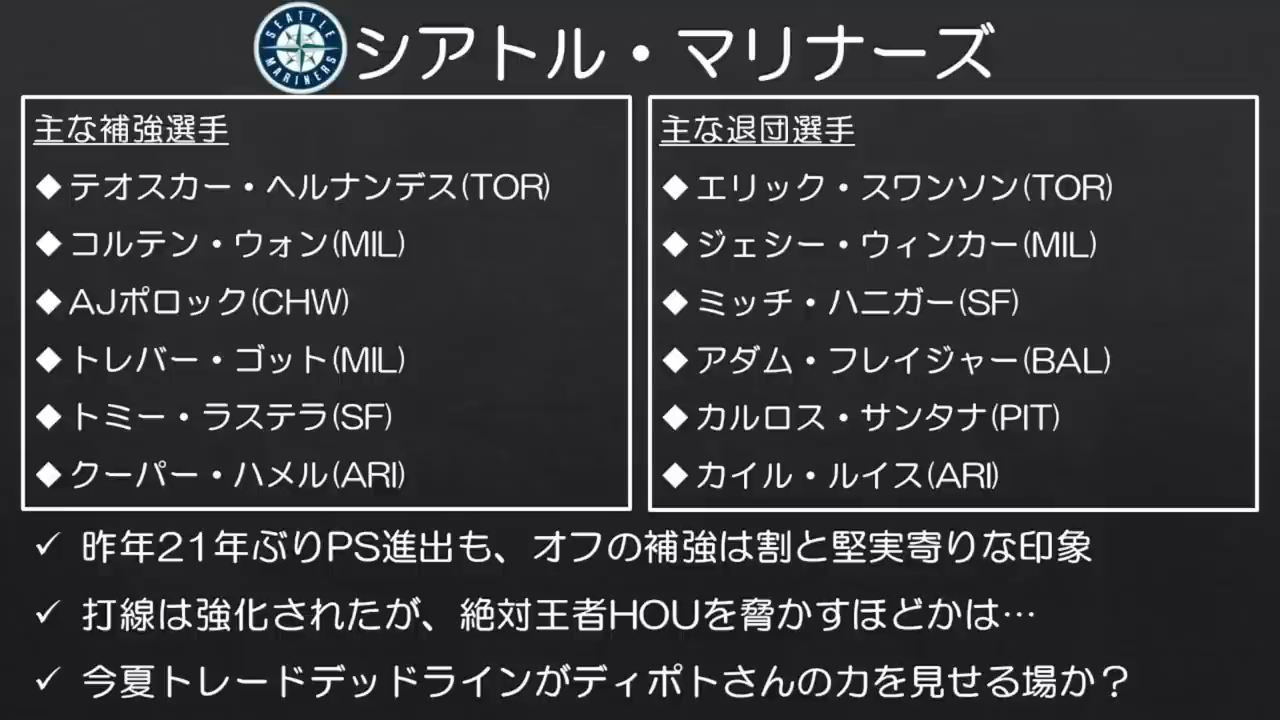 SEATTLE MARINERS
シアトル・マリナーズ
主な補強選手
◆テオスカー・ヘルナンデス(TOR)
◆コルテン・ウォン(MIL)
◆AJポロック(CHW)
◆トレバー・ゴット(MIL)
◆トミー・ラステラ(SF)
◆クーパー・ハメル(ARI)
主な退団選手
◆エリック・スワンソン(TOR)
◆ジェシー・ウィンカー(MIL)
◆ミッチ・ハニガー(SF)
◆アダム・フレイジャー(BAL)
◆カルロス・サンタナ(PIT)
◆カイル・ルイス(ARI)
✓ 昨年21年ぶりPS進出も、オフの補強は割と堅実寄りな印象
✓ 打線は強化されたが、絶対王者HOUを脅かすほどかは…
✓ 今夏トレードデッドラインがディポトさんの力を見せる場か？